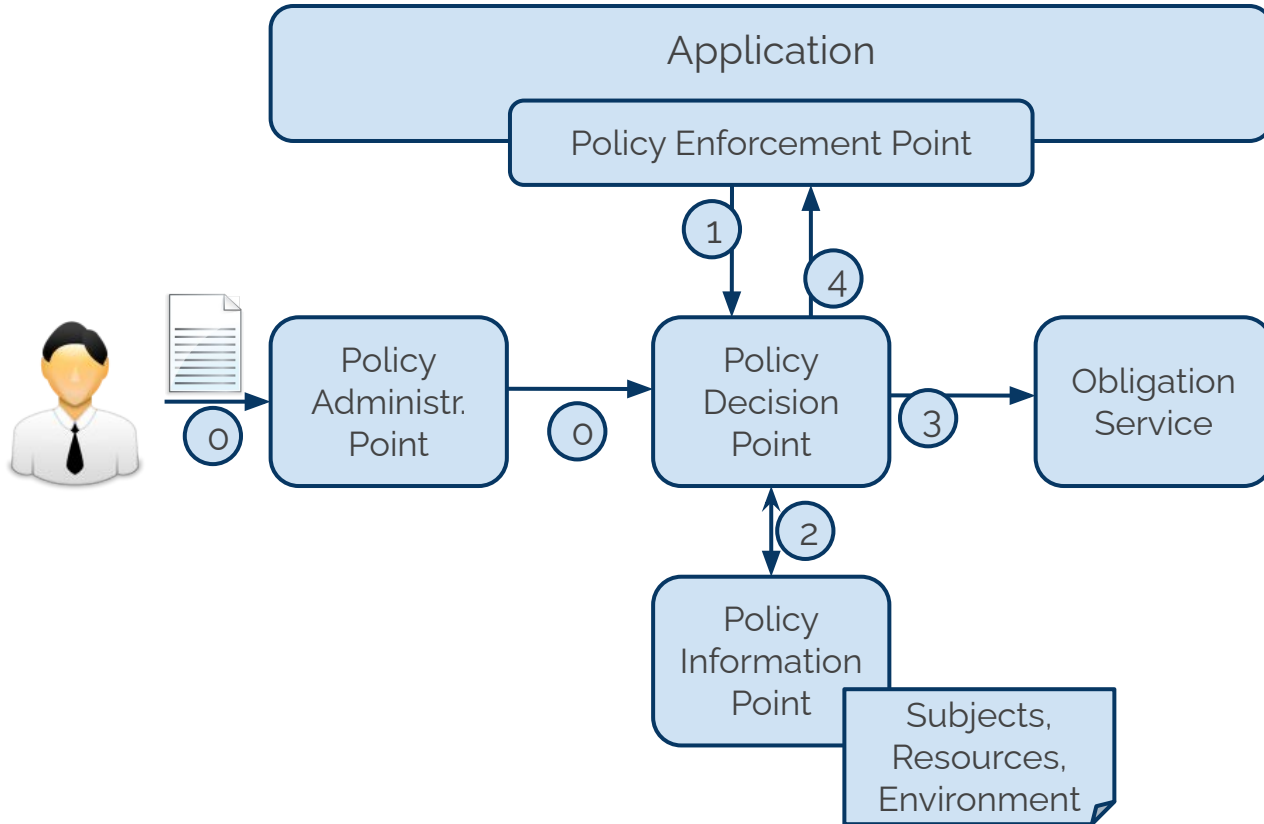 Application
Policy Enforcement Point
1
4
Policy
Administr.
Point
Policy
Decision
Point
Obligation
Service
0
0
3
2
Policy
Information
Point
Subjects,
Resources,
Environment